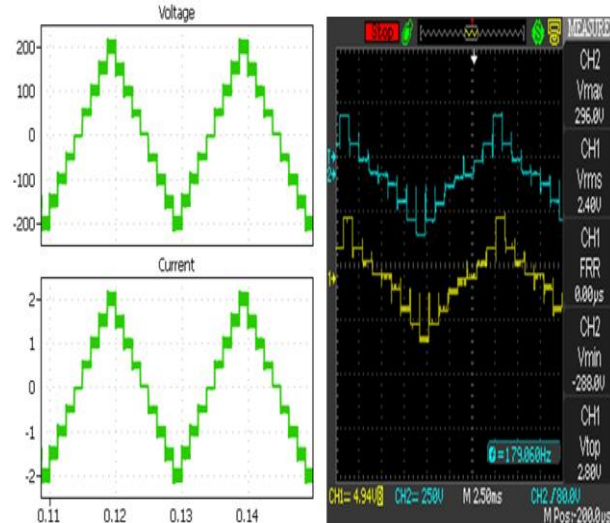 Voltage
200
100
0
-100
-200
Current
2
1
0
-1
-2
0.11
0.12
0.13
0.14
Stop
MEASURE
CH2
Vmax
296.0V
CH1
Vrms
2.40V
CH1
FRR
0.00μs
CH2
Vmin
-288.0V
CH1
Vtop
2.80V
=179.060Hz
CH1= 4.94V CH2= 250V M 2.50ms CH2 /80.0V
M Pos:-200.0μs